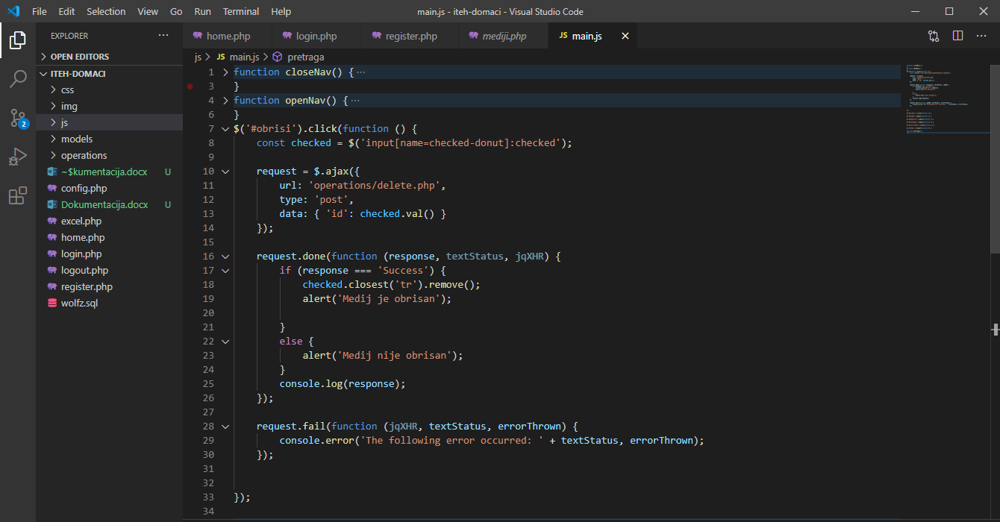 File Edit Selection View Go Run Terminal Help main.js - iteh-domaci - Visual Studio Code
EXPLORER ···
home.php login.php register.php mediji.php JS main.js
OPEN EDITORS
js > JS main.js > pretraga
ITEH-DOMACI
css
img
js
models
operations
~$kumentacija.docx U
config.php
Dokumentacija.docx U
excel.php
home.php
login.php
logout.php
register.php
wolfz.sql
2
1 function closeNav() { ···
3 }
4 function openNav() { ···
6 }
7 $('#obrisi').click(function () {
8 const checked = $('input[name=checked-donut]:checked');
9
10 request = $.ajax({
11 url: 'operations/delete.php',
12 type: 'post',
13 data: { 'id': checked.val() }
14 });
15
16 request.done(function (response, textStatus, jqXHR) {
17 if (response === 'Success') {
18 checked.closest('tr').remove();
19 alert('Medij je obrisan');
20
21 }
22 else {
23 alert('Medij nije obrisan');
24 }
25 console.log(response);
26 });
27
28 request.fail(function (jqXHR, textStatus, errorThrown) {
29 console.error('The following error occurred: ' + textStatus, errorThrown);
30 });
31
32
33 });
34